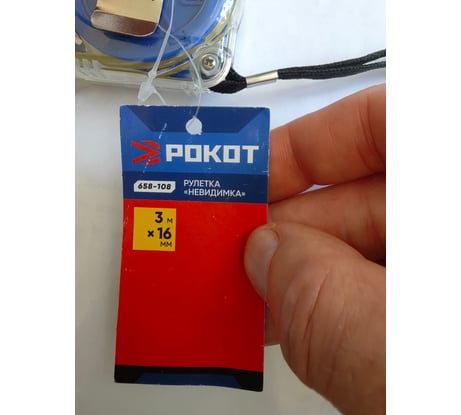 РОКОТ
658-108
РУЛЕТКА
«НЕВИДИМКА»
3 м
× 16
мм